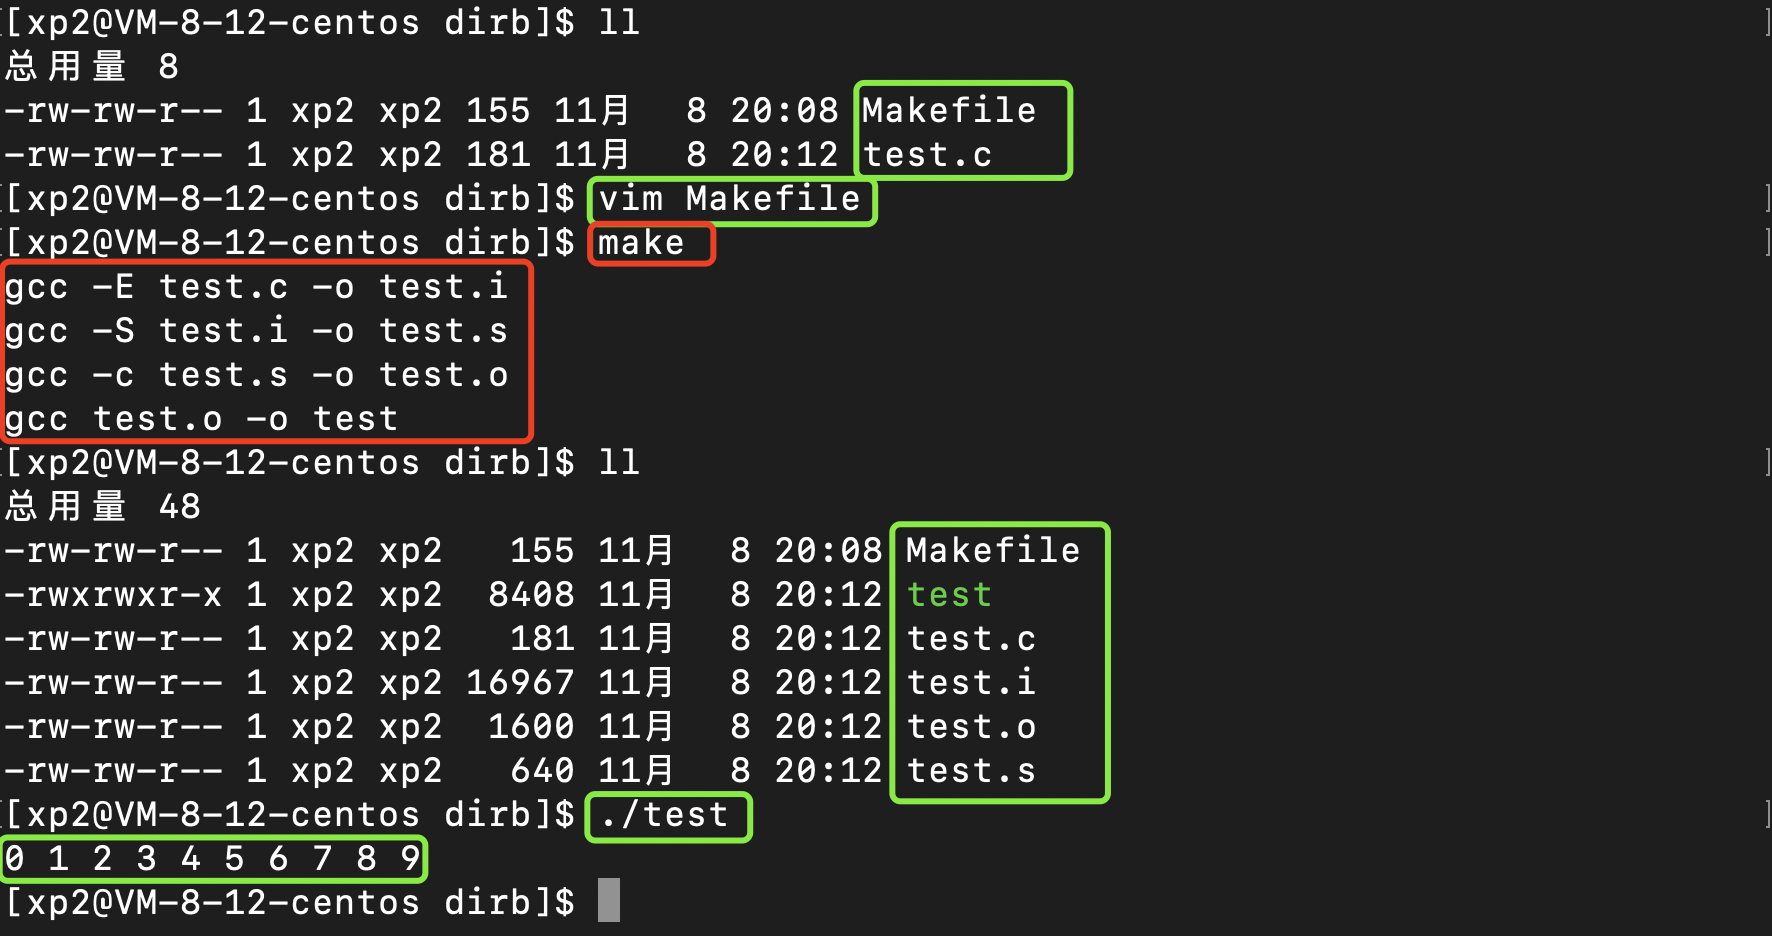 [xp2@VM-8-12-centos dirb]$ ll
总用量 8
-rw-rw-r-- 1 xp2 xp2 155 11月  8 20:08 Makefile
-rw-rw-r-- 1 xp2 xp2 181 11月  8 20:12 test.c
[xp2@VM-8-12-centos dirb]$ vim Makefile
[xp2@VM-8-12-centos dirb]$ make
gcc -E test.c -o test.i
gcc -S test.i -o test.s
gcc -c test.s -o test.o
gcc test.o -o test
[xp2@VM-8-12-centos dirb]$ ll
总用量 48
-rw-rw-r-- 1 xp2 xp2   155 11月  8 20:08 Makefile
-rwxrwxr-x 1 xp2 xp2  8408 11月  8 20:12 test
-rw-rw-r-- 1 xp2 xp2   181 11月  8 20:12 test.c
-rw-rw-r-- 1 xp2 xp2 16967 11月  8 20:12 test.i
-rw-rw-r-- 1 xp2 xp2  1600 11月  8 20:12 test.o
-rw-rw-r-- 1 xp2 xp2   640 11月  8 20:12 test.s
[xp2@VM-8-12-centos dirb]$ ./test
0 1 2 3 4 5 6 7 8 9
[xp2@VM-8-12-centos dirb]$